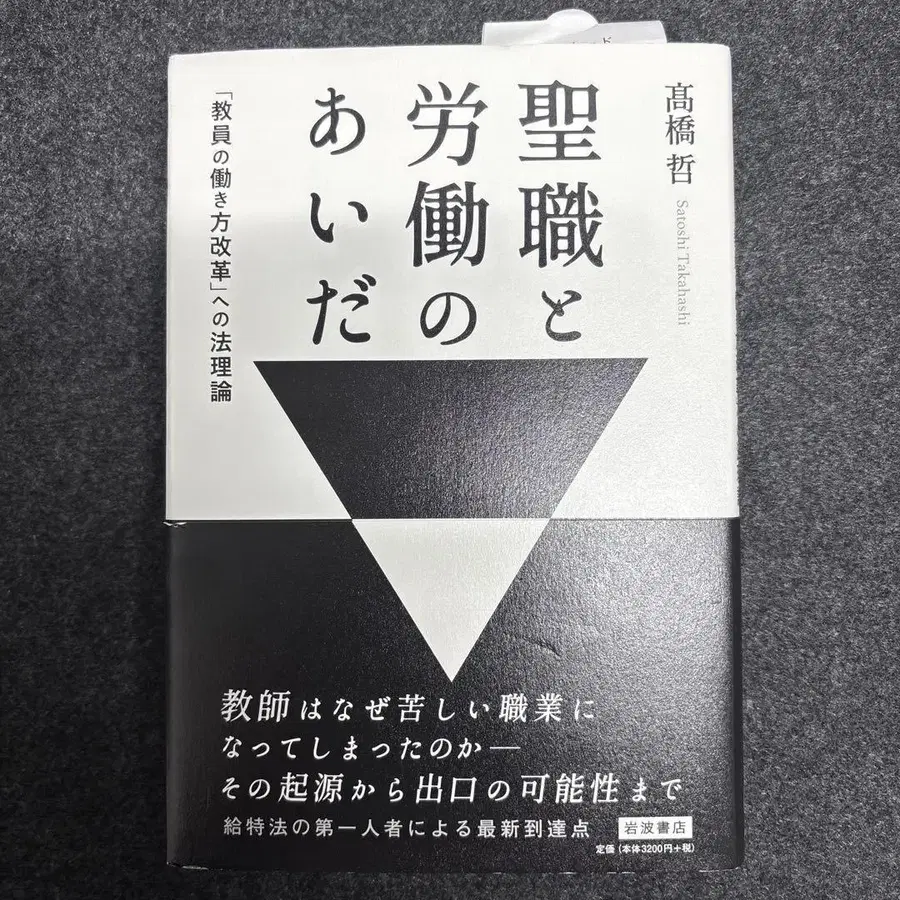 髙橋 哲 Satoshi Takahashi
聖職と
労働の
あいだ
「教員の働き方改革」への法理論
教師はなぜ苦しい職業に
なってしまったのか―
その起源から出口の可能性まで
給特法の第一人者による最新到達点
岩波書店
定価(本体3200円+税)